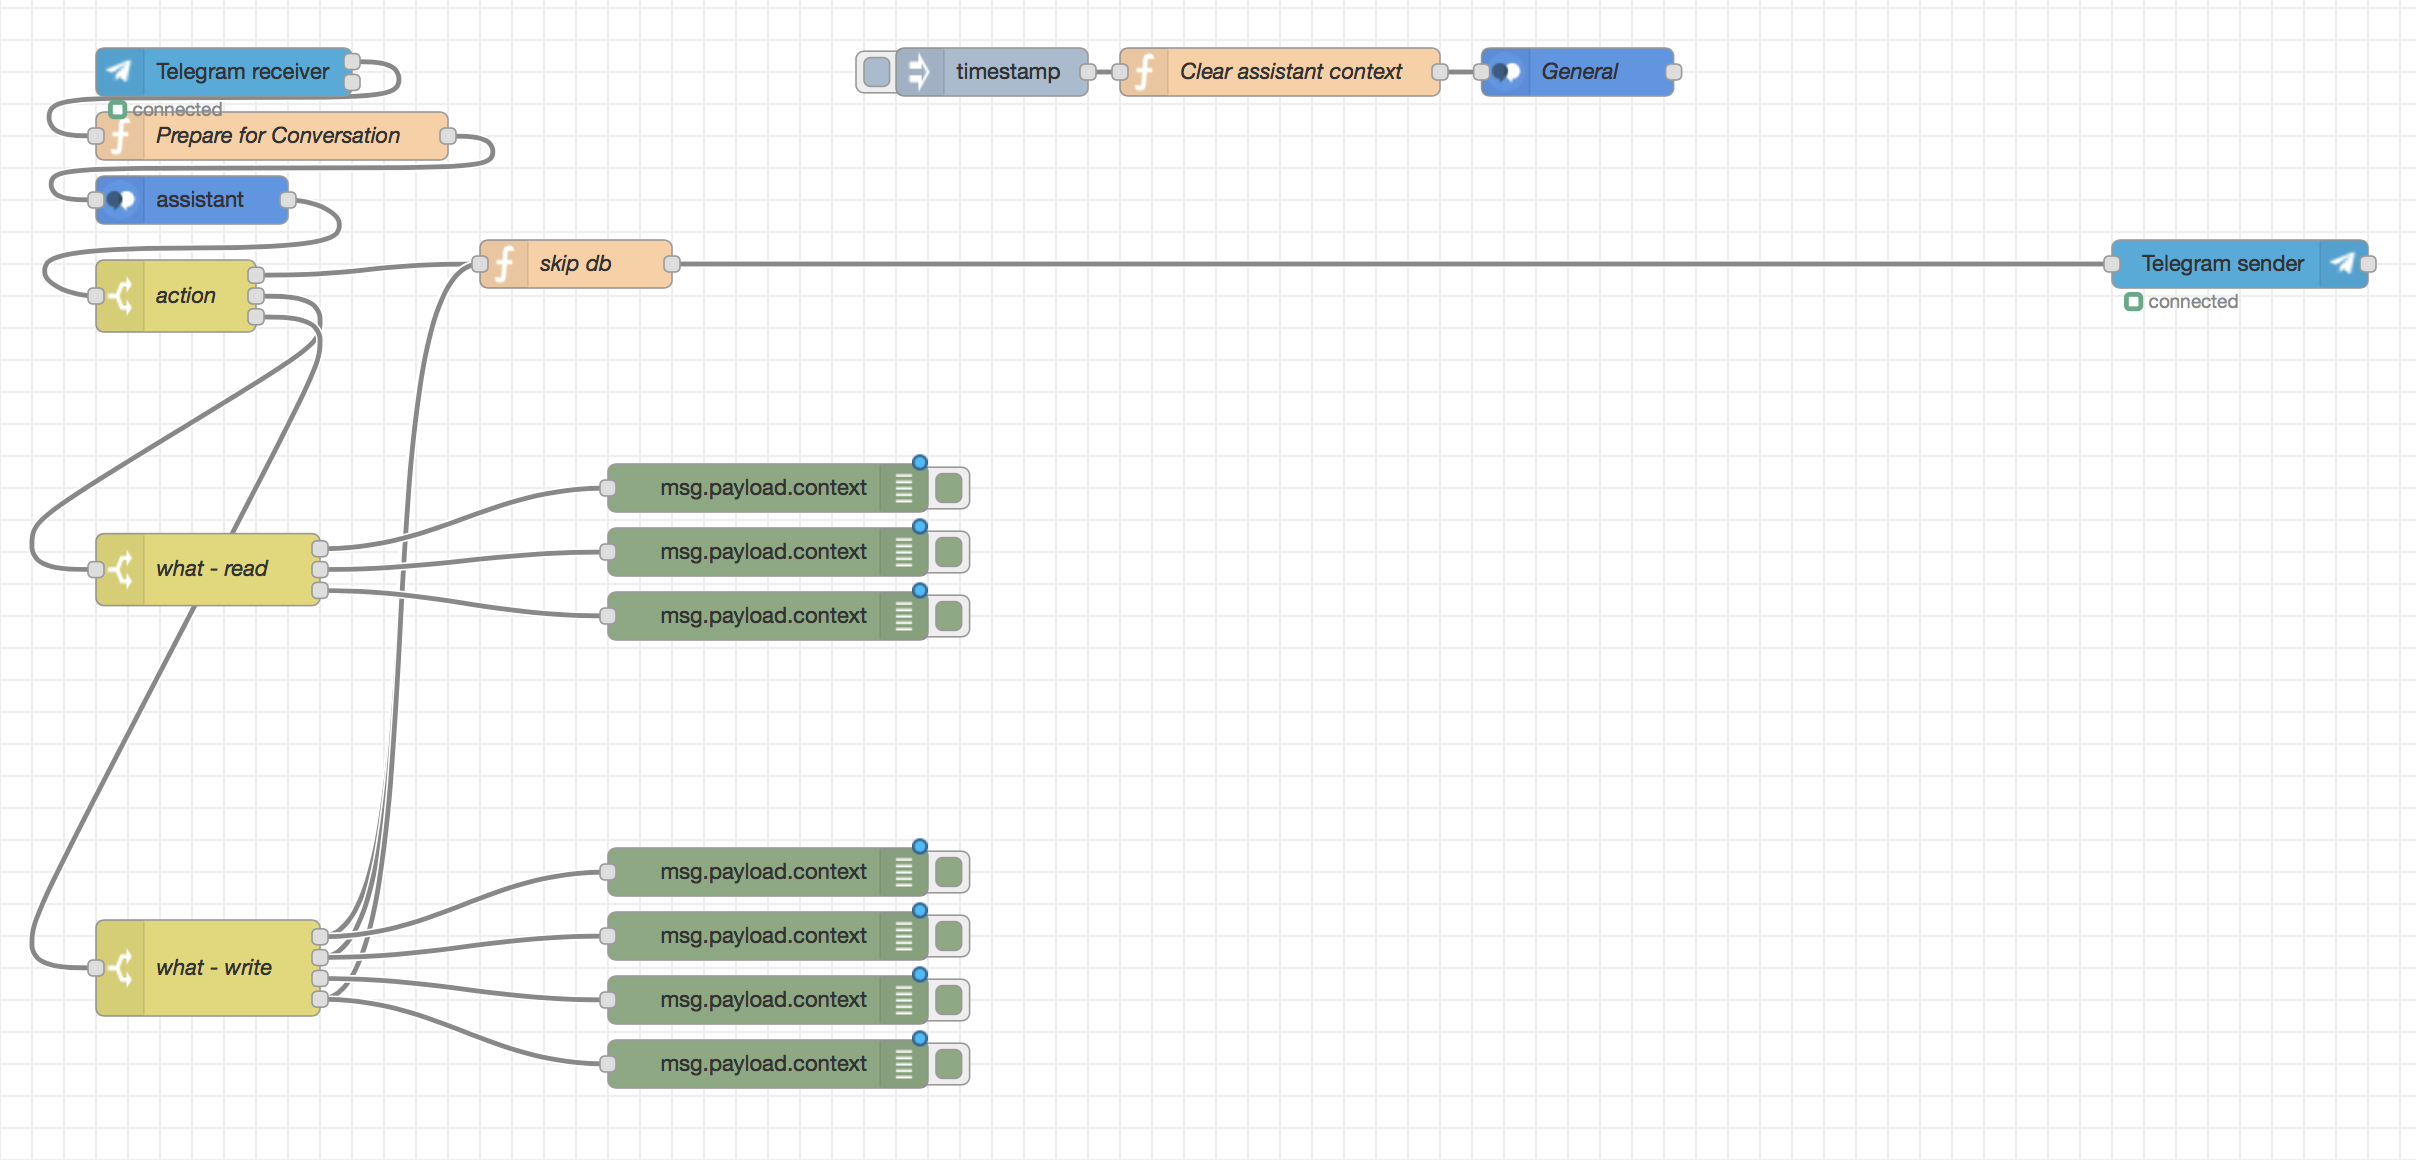 Telegram receiver
timestamp
Clear assistant context
General
connected
Prepare for Conversation
assistant
skip db
Telegram sender
action
connected
msg.payload.context
msg.payload.context
what - read
msg.payload.context
msg.payload.context
msg.payload.context
what - write
msg.payload.context
msg.payload.context